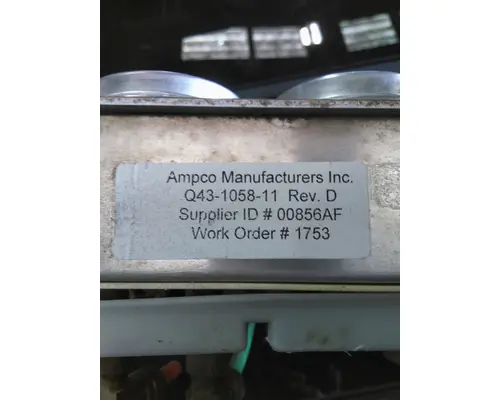 Ampco Manufacturers Inc.
Q43-1058-11 Rev. D
Supplier ID # 00856AF
Work Order # 1753